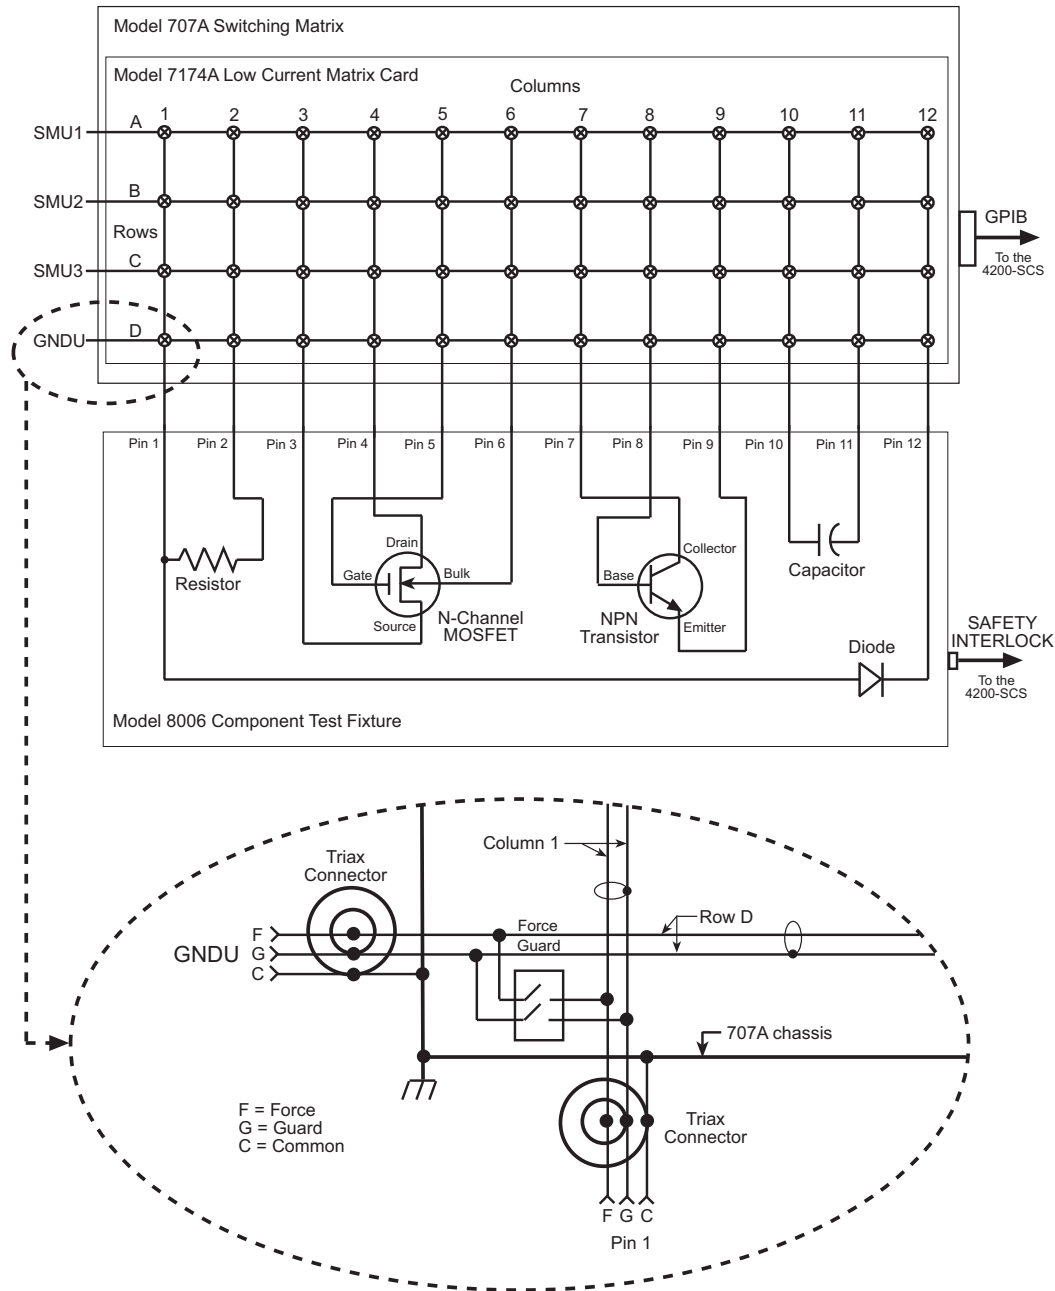 Model 707A Switching Matrix
Model 7174A Low Current Matrix Card
Columns
1 2 3 4 5 6 7 8 9 10 11 12
SMU1 A
SMU2 B
Rows
SMU3 C
GNDU D
GPIB
To the
4200-SCS
Pin 1 Pin 2 Pin 3 Pin 4 Pin 5 Pin 6 Pin 7 Pin 8 Pin 9 Pin 10 Pin 11 Pin 12
Resistor
Drain
Gate
Bulk
Source
N-Channel
MOSFET
Collector
Base
Emitter
NPN
Transistor
Capacitor
Diode
SAFETY
INTERLOCK
To the
4200-SCS
Model 8006 Component Test Fixture
Column 1
Triax
Connector
Row D
Force
Guard
GNDU
F
G
C
707A chassis
F = Force
G = Guard
C = Common
Triax
Connector
F G C
Pin 1